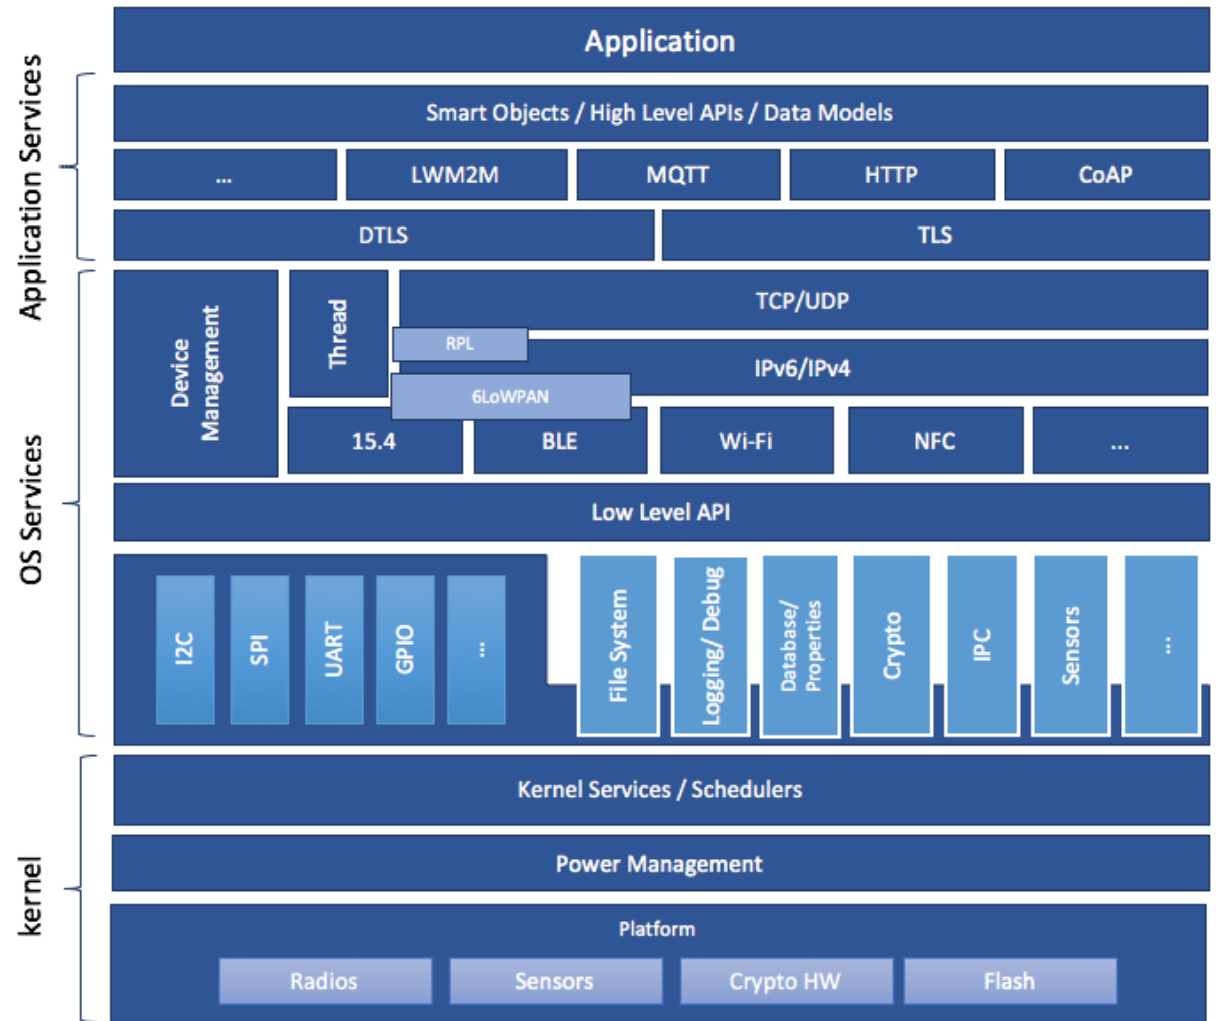 Application
Application Services
Smart Objects / High Level APIs / Data Models
...
LWM2M
MQTT
HTTP
CoAP
DTLS
TLS
OS Services
Device
Management
Thread
TCP/UDP
RPL
IPv6/IPv4
6LoWPAN
15.4
BLE
Wi-Fi
NFC
...
Low Level API
I2C
SPI
UART
GPIO
...
File System
Logging/ Debug
Database/
Properties
Crypto
IPC
Sensors
...
kernel
Kernel Services / Schedulers
Power Management
Platform
Radios
Sensors
Crypto HW
Flash